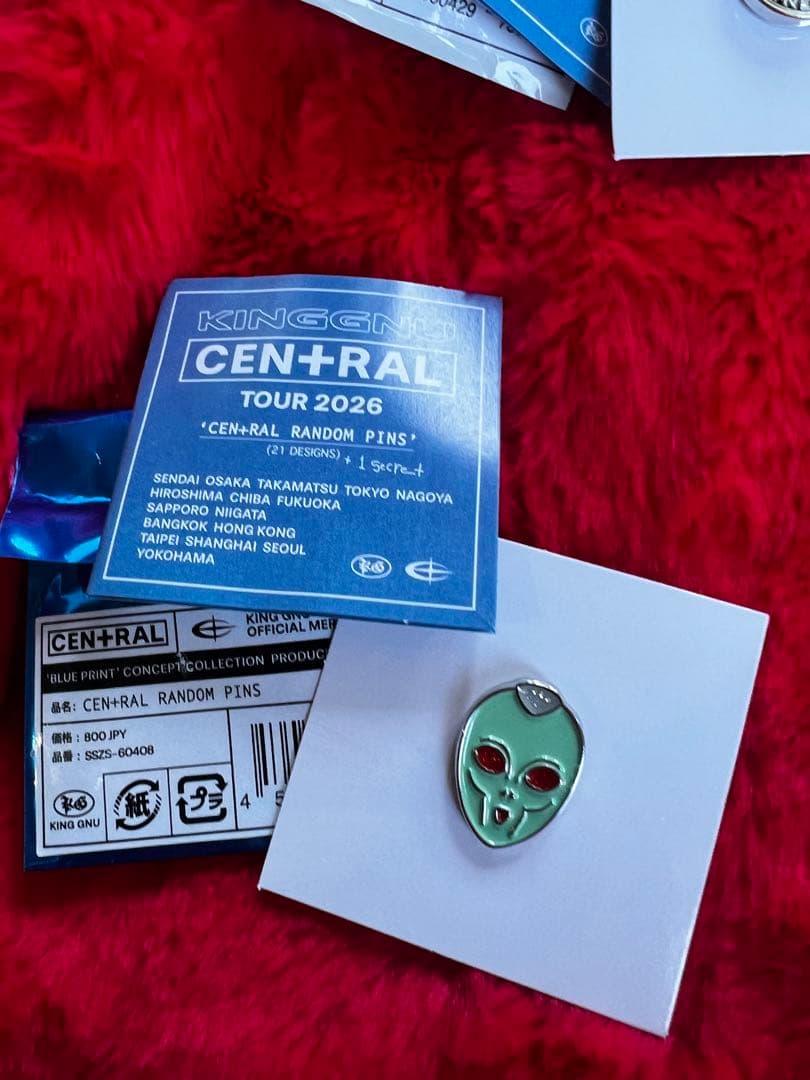 KINGGNU
CEN+RAL
TOUR 2026
'CEN+RAL RANDOM PINS'
(21 DESIGNS) + 1 secret
SENDAI OSAKA TAKAMATSU TOKYO NAGOYA
HIROSHIMA CHIBA FUKUOKA
SAPPORO NIIGATA
BANGKOK HONG KONG
TAIPEI SHANGHAI SEOUL
YOKOHAMA
CEN+RAL
KING GNU
OFFICIAL MER
'BLUE PRINT' CONCEPT COLLECTION PRODUC
品名: CEN+RAL RANDOM PINS
価格 : 800 JPY
品番 : SSZS-60408
KING GNU
紙
プラ
4 5